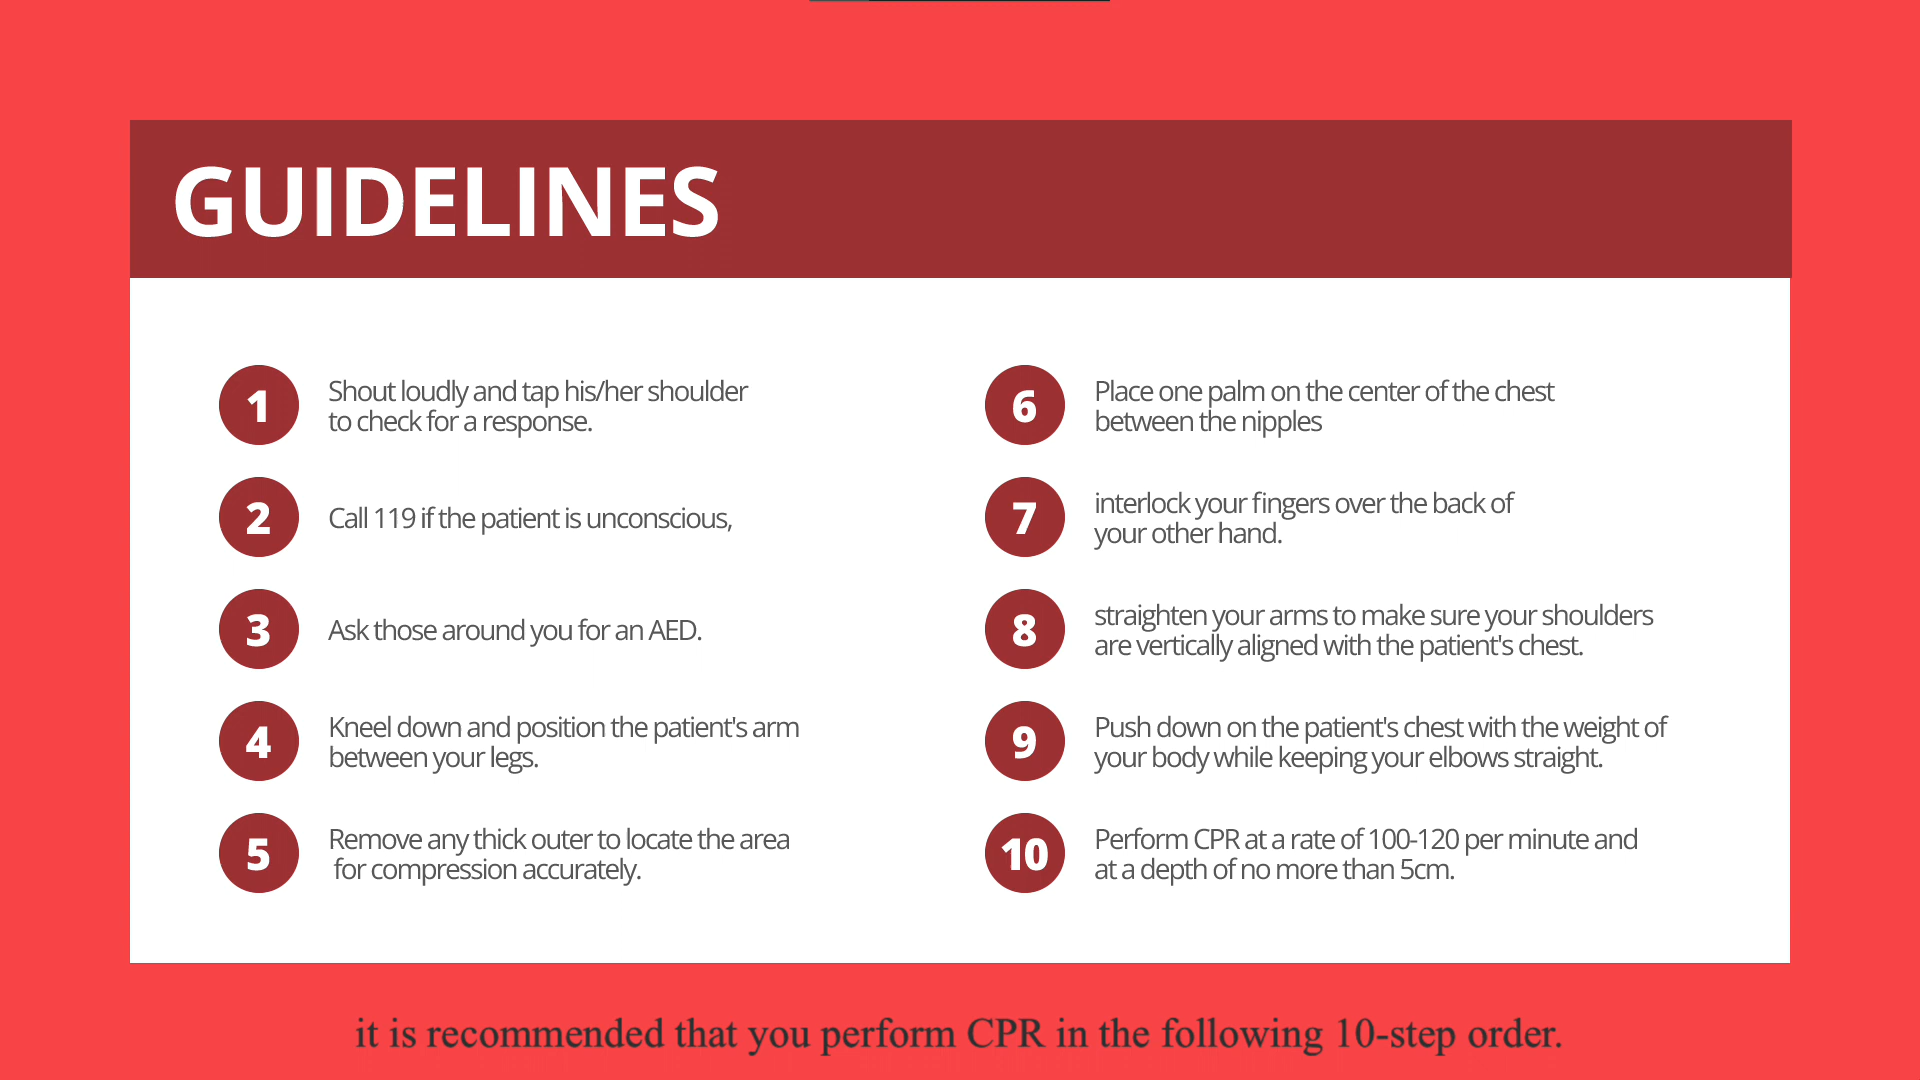 GUIDELINES
1
Shout loudly and tap his/her shoulder
to check for a response.
2
Call 119 if the patient is unconscious,
3
Ask those around you for an AED.
4
Kneel down and position the patient's arm
between your legs.
5
Remove any thick outer to locate the area
for compression accurately.
6
Place one palm on the center of the chest
between the nipples
7
interlock your fingers over the back of
your other hand.
8
straighten your arms to make sure your shoulders
are vertically aligned with the patient's chest.
9
Push down on the patient's chest with the weight of
your body while keeping your elbows straight.
10
Perform CPR at a rate of 100-120 per minute and
at a depth of no more than 5cm.
it is recommended that you perform CPR in the following 10-step order.